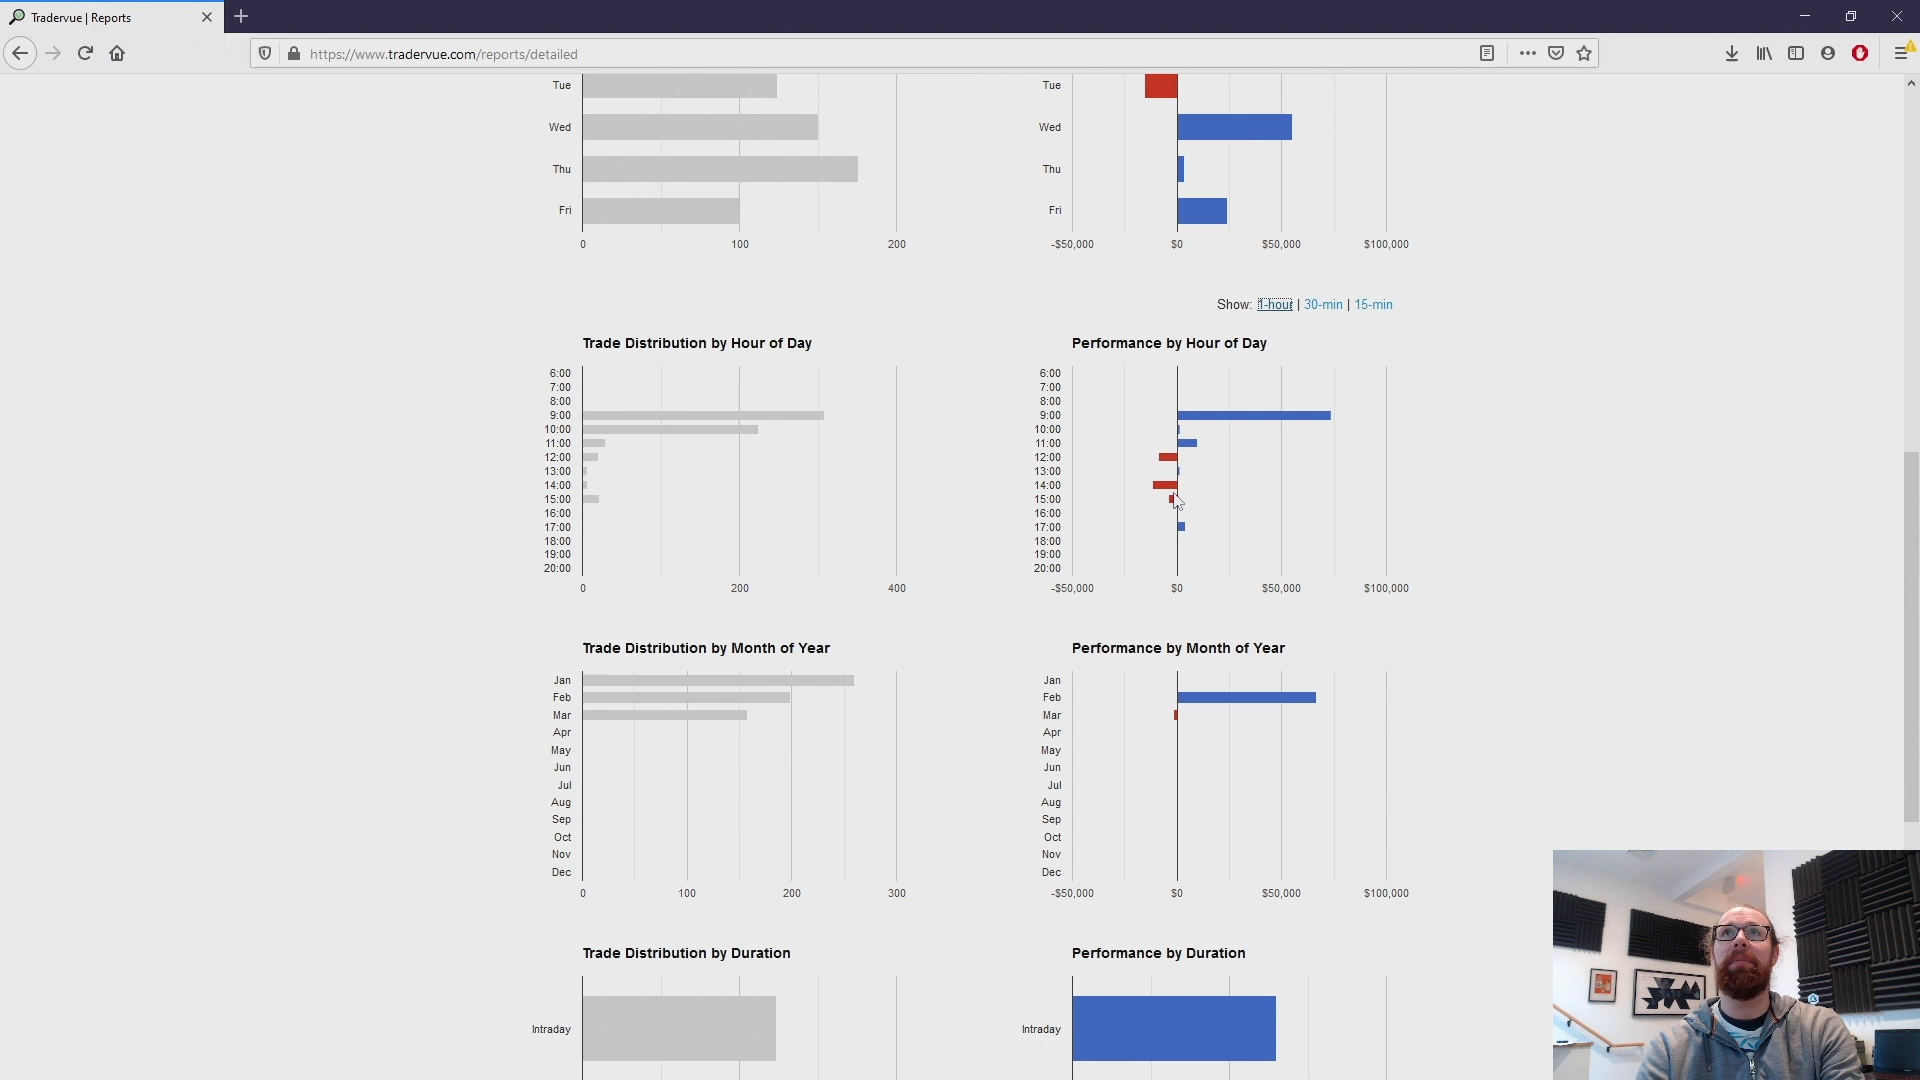 Tradervue | Reports
https://www.tradervue.com/reports/detailed
Tue
Wed
Thu
Fri
0 100 200
Tue
Wed
Thu
Fri
-$50,000 $0 $50,000 $100,000
Show: 1-hour | 30-min | 15-min
Trade Distribution by Hour of Day
6:00
7:00
8:00
9:00
10:00
11:00
12:00
13:00
14:00
15:00
16:00
17:00
18:00
19:00
20:00
0 200 400
Performance by Hour of Day
6:00
7:00
8:00
9:00
10:00
11:00
12:00
13:00
14:00
15:00
16:00
17:00
18:00
19:00
20:00
-$50,000 $0 $50,000 $100,000
Trade Distribution by Month of Year
Jan
Feb
Mar
Apr
May
Jun
Jul
Aug
Sep
Oct
Nov
Dec
0 100 200 300
Performance by Month of Year
Jan
Feb
Mar
Apr
May
Jun
Jul
Aug
Sep
Oct
Nov
Dec
-$50,000 $0 $50,000 $100,000
Trade Distribution by Duration
Intraday
Performance by Duration
Intraday